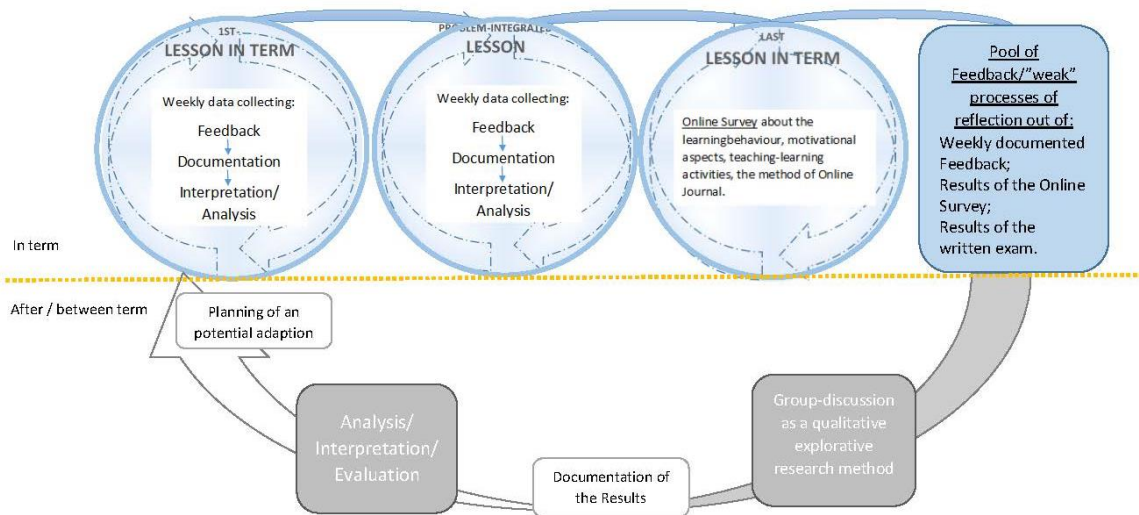 1ST
LESSON IN TERM
Weekly data collecting:
Feedback
Documentation
Interpretation/
Analysis
PROBLEM-INTEGRATED
LESSON
Weekly data collecting:
Feedback
Documentation
Interpretation/
Analysis
LAST
LESSON IN TERM
Online Survey about the
learningbehaviour, motivational
aspects, teaching-learning
activities, the method of Online
Journal.
Pool of
Feedback/"weak"
processes of
reflection out of:
Weekly documented
Feedback;
Results of the Online
Survey;
Results of the
written exam.
In term
After / between term
Planning of an
potential adaption
Analysis/
Interpretation/
Evaluation
Documentation of
the Results
Group-discussion
as a qualitative
explorative
research method